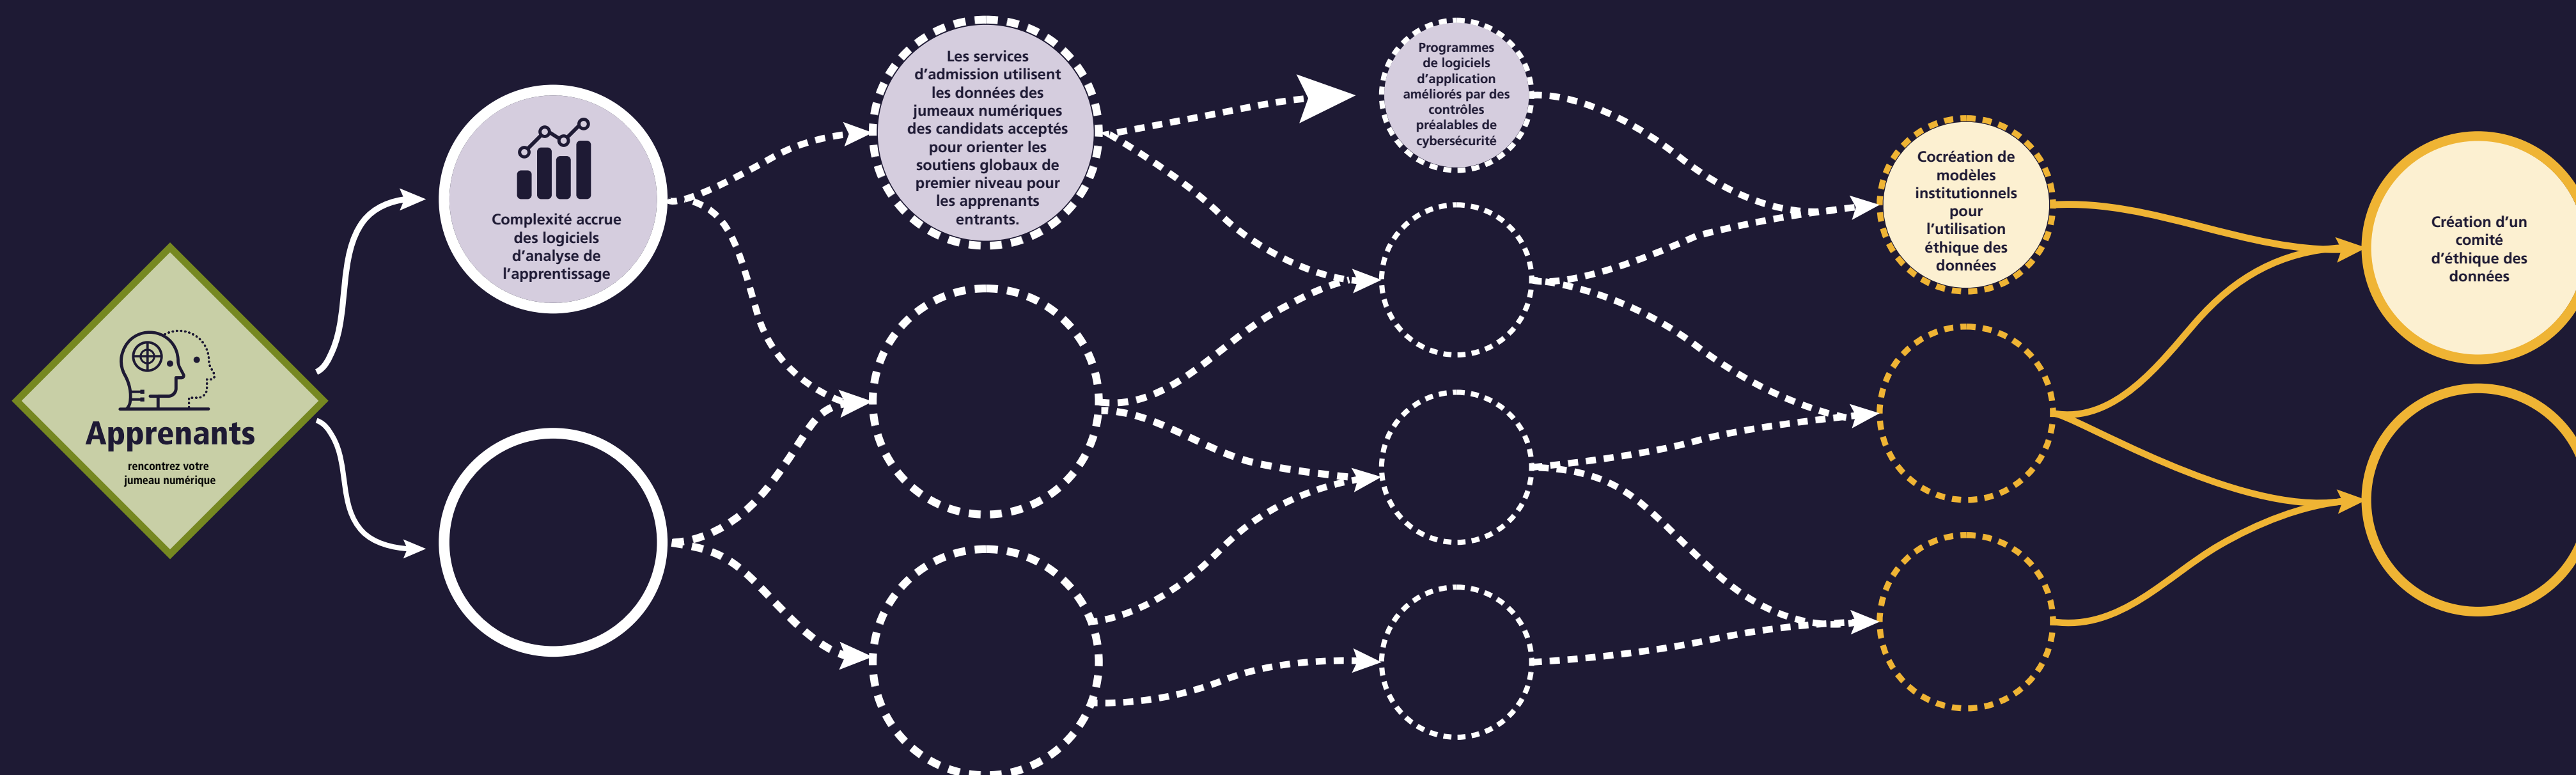 Apprenants
rencontrez votre
jumeau numérique
Complexité accrue
des logiciels
d’analyse de
l’apprentissage
Les services
d’admission utilisent
les données des
jumeaux numériques
des candidats acceptés
pour orienter les
soutiens globaux de
premier niveau pour
les apprenants
entrants.
Programmes
de logiciels
d’application
améliorés par des
contrôles
préalables de
cybersécurité
Cocréation de
modèles
institutionnels
pour
l’utilisation
éthique des
données
Création d’un
comité
d’éthique des
données